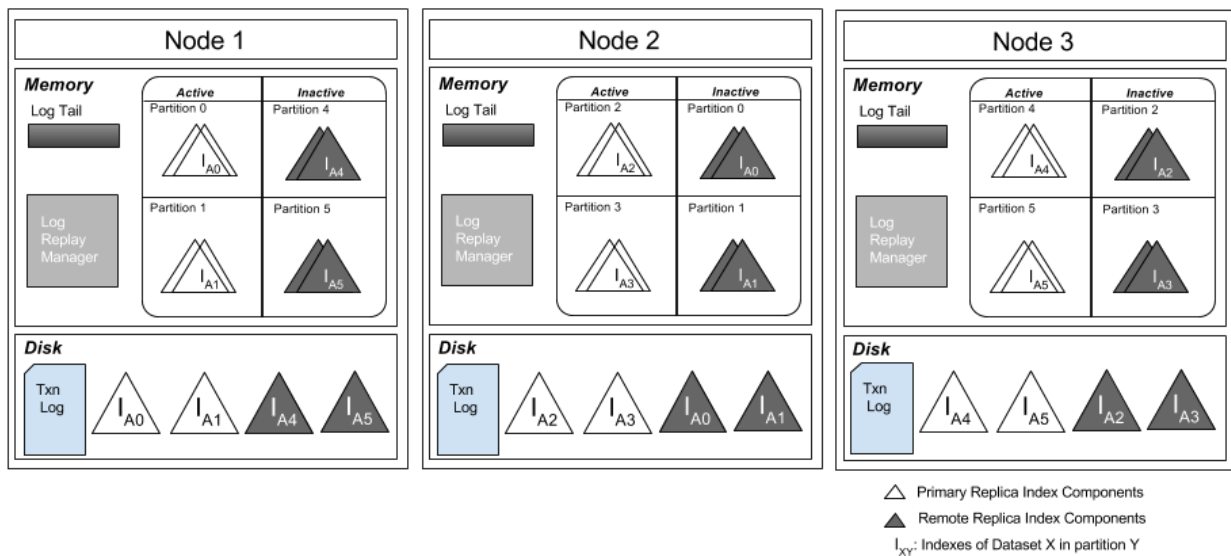 Node 1
Memory
Log Tail
Log
Replay
Manager
Active
Inactive
Partition 0
Partition 4
I_A0
I_A4
Partition 1
Partition 5
I_A1
I_A5
Disk
Txn
Log
I_A0
I_A1
I_A4
I_A5
Node 2
Memory
Log Tail
Log
Replay
Manager
Active
Inactive
Partition 2
Partition 0
I_A2
I_A0
Partition 3
Partition 1
I_A3
I_A1
Disk
Txn
Log
I_A2
I_A3
I_A0
I_A1
Node 3
Memory
Log Tail
Log
Replay
Manager
Active
Inactive
Partition 4
Partition 2
I_A4
I_A2
Partition 5
Partition 3
I_A5
I_A3
Disk
Txn
Log
I_A4
I_A5
I_A2
I_A3
Primary Replica Index Components
Remote Replica Index Components
I_XY: Indexes of Dataset X in partition Y